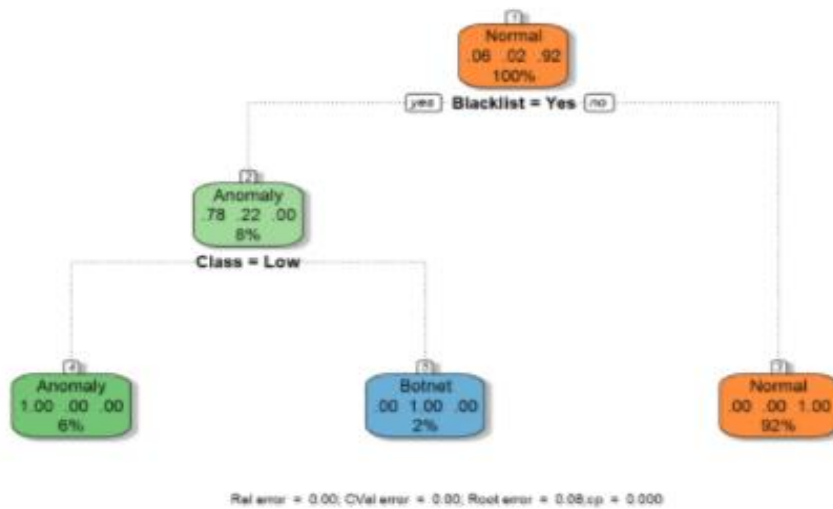 1
Normal
.06 .02 .92
100%
yes Blacklist = Yes no
2
Anomaly
.78 .22 .00
8%
Class = Low
4
Anomaly
1.00 .00 .00
6%
5
Botnet
.00 1.00 .00
2%
3
Normal
.00 .00 1.00
92%
Rel error = 0.00; CVal error = 0.00; Root error = 0.08;cp = 0.000